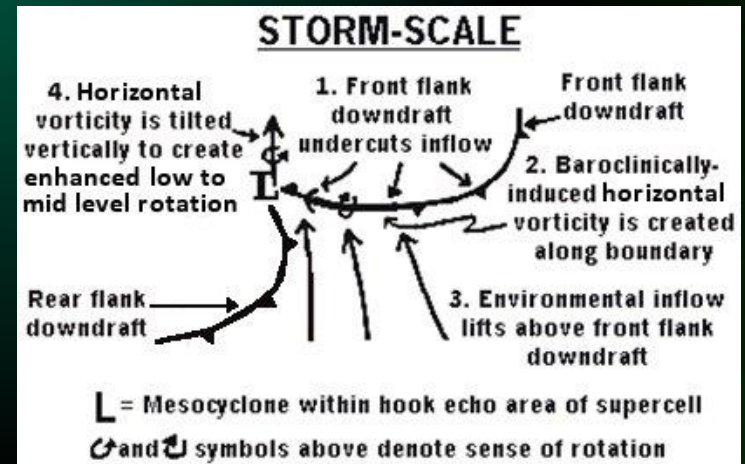 STORM-SCALE
4. Horizontal
vorticity is tilted
vertically to create
enhanced low to
mid level rotation
1. Front flank
downdraft
undercuts inflow
Front flank
downdraft
2. Baroclinically-
induced horizontal
vorticity is created
along boundary
L
Rear flank
downdraft
3. Environmental inflow
lifts above front flank
downdraft
L = Mesocyclone within hook echo area of supercell
and symbols above denote sense of rotation